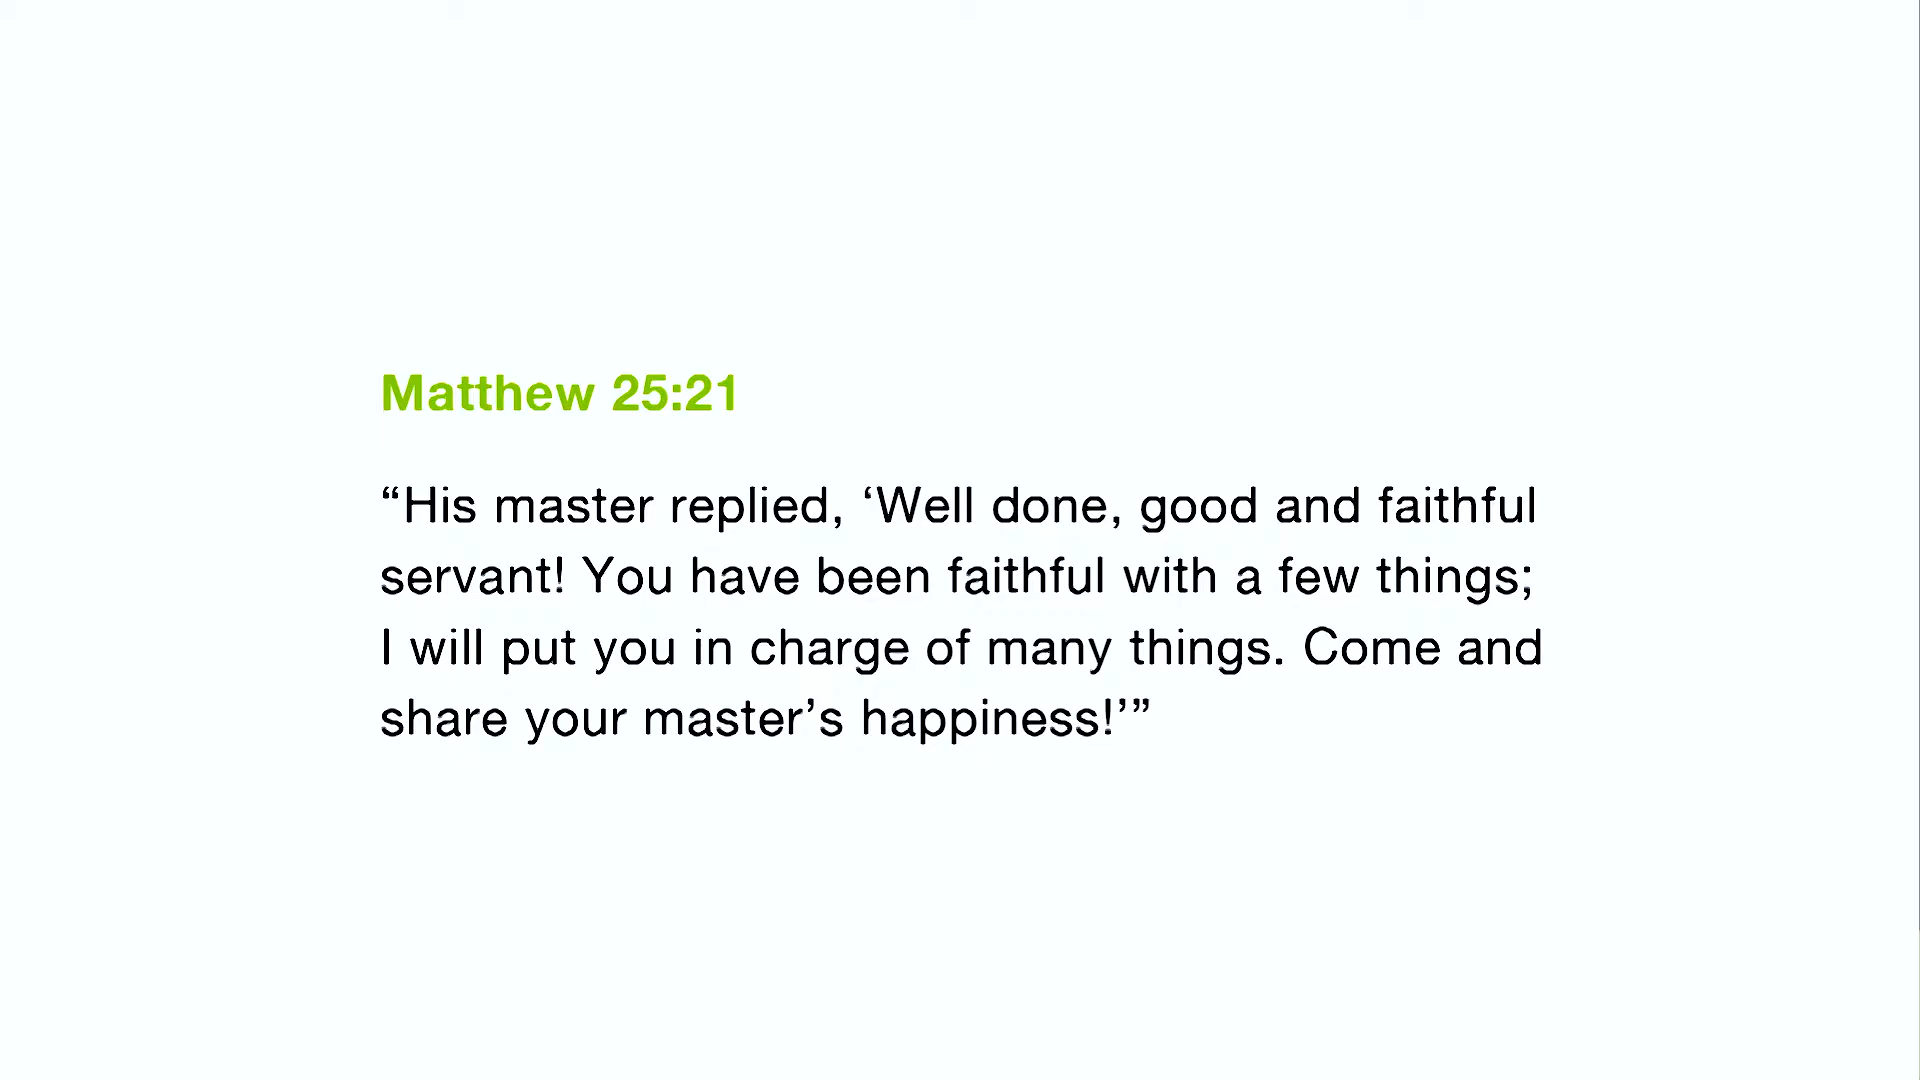 Matthew 25:21
“His master replied, ‘Well done, good and faithful
servant! You have been faithful with a few things;
I will put you in charge of many things. Come and
share your master’s happiness!’”